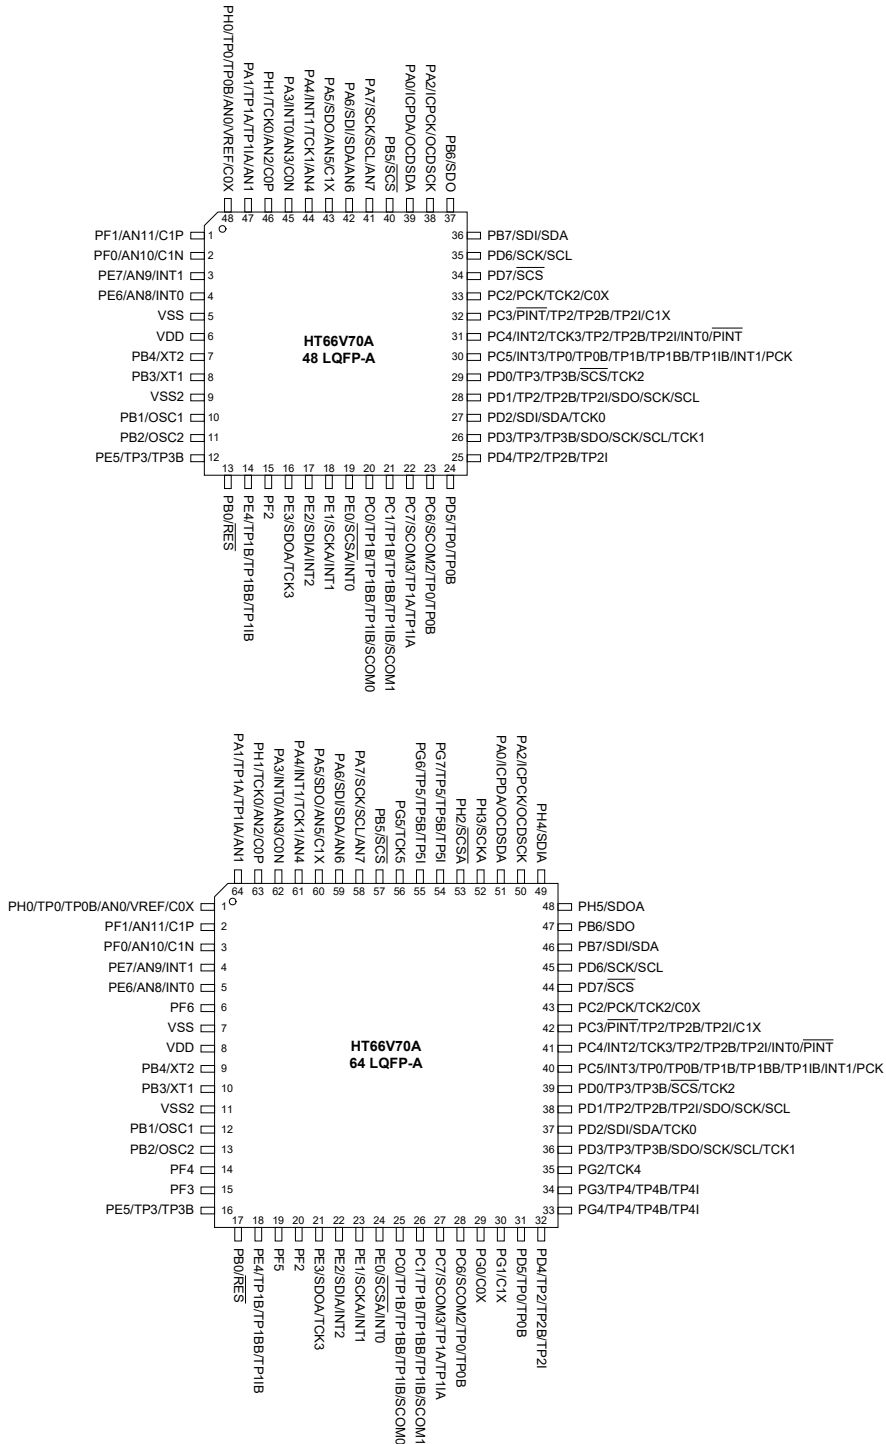 PH0/TP0/TP0B/AN0/VREF/C0X
PA1/TP1A/TP1IA/AN1
PH1/TCK0/AN2/C0P
PA3/INT0/AN3/C0N
PA4/INT1/TCK1/AN4
PA5/SDO/AN5/C1X
PA6/SDI/SDA/AN6
PA7/SCK/SCL/AN7
PB5/SCS
PA0/ICPDA/OCDSDA
PA2/ICPCK/OCDSCK
PB6/SDO
48 47 46 45 44 43 42 41 40 39 38 37
PF1/AN11/C1P 1
PF0/AN10/C1N 2
PE7/AN9/INT1 3
PE6/AN8/INT0 4
VSS 5
VDD 6
PB4/XT2 7
PB3/XT1 8
VSS2 9
PB1/OSC1 10
PB2/OSC2 11
PE5/TP3/TP3B 12
HT66V70A
48 LQFP-A
36 PB7/SDI/SDA
35 PD6/SCK/SCL
34 PD7/SCS
33 PC2/PCK/TCK2/C0X
32 PC3/PINT/TP2/TP2B/TP2I/C1X
31 PC4/INT2/TCK3/TP2/TP2B/TP2I/INT0/PINT
30 PC5/INT3/TP0/TP0B/TP1B/TP1BB/TP1IB/INT1/PCK
29 PD0/TP3/TP3B/SCS/TCK2
28 PD1/TP2/TP2B/TP2I/SDO/SCK/SCL
27 PD2/SDI/SDA/TCK0
26 PD3/TP3/TP3B/SDO/SCK/SCL/TCK1
25 PD4/TP2/TP2B/TP2I
13 14 15 16 17 18 19 20 21 22 23 24
PB0/RES
PE4/TP1B/TP1BB/TP1IB
PF2
PE3/SDOA/TCK3
PE2/SDIA/INT2
PE1/SCKA/INT1
PE0/SCSA/INT0
PC0/TP1B/TP1BB/TP1IB/SCOM0
PC1/TP1B/TP1BB/TP1IB/SCOM1
PC7/SCOM3/TP1A/TP1IA
PC6/SCOM2/TP0/TP0B
PD5/TP0/TP0B
PA1/TP1A/TP1IA/AN1
PH1/TCK0/AN2/C0P
PA3/INT0/AN3/C0N
PA4/INT1/TCK1/AN4
PA5/SDO/AN5/C1X
PA6/SDI/SDA/AN6
PA7/SCK/SCL/AN7
PB5/SCS
PG5/TCK5
PG6/TP5/TP5B/TP5I
PG7/TP5/TP5B/TP5I
PH2/SCSA
PH3/SCKA
PA0/ICPDA/OCDSDA
PA2/ICPCK/OCDSCK
PH4/SDIA
64 63 62 61 60 59 58 57 56 55 54 53 52 51 50 49
PH0/TP0/TP0B/AN0/VREF/C0X 1
PF1/AN11/C1P 2
PF0/AN10/C1N 3
PE7/AN9/INT1 4
PE6/AN8/INT0 5
PF6 6
VSS 7
VDD 8
PB4/XT2 9
PB3/XT1 10
VSS2 11
PB1/OSC1 12
PB2/OSC2 13
PF4 14
PF3 15
PE5/TP3/TP3B 16
HT66V70A
64 LQFP-A
48 PH5/SDOA
47 PB6/SDO
46 PB7/SDI/SDA
45 PD6/SCK/SCL
44 PD7/SCS
43 PC2/PCK/TCK2/C0X
42 PC3/PINT/TP2/TP2B/TP2I/C1X
41 PC4/INT2/TCK3/TP2/TP2B/TP2I/INT0/PINT
40 PC5/INT3/TP0/TP0B/TP1B/TP1BB/TP1IB/INT1/PCK
39 PD0/TP3/TP3B/SCS/TCK2
38 PD1/TP2/TP2B/TP2I/SDO/SCK/SCL
37 PD2/SDI/SDA/TCK0
36 PD3/TP3/TP3B/SDO/SCK/SCL/TCK1
35 PG2/TCK4
34 PG3/TP4/TP4B/TP4I
33 PG4/TP4/TP4B/TP4I
17 18 19 20 21 22 23 24 25 26 27 28 29 30 31 32
PB0/RES
PE4/TP1B/TP1BB/TP1IB
PF5
PF2
PE3/SDOA/TCK3
PE2/SDIA/INT2
PE1/SCKA/INT1
PE0/SCSA/INT0
PC0/TP1B/TP1BB/TP1IB/SCOM0
PC1/TP1B/TP1BB/TP1IB/SCOM1
PC7/SCOM3/TP1A/TP1IA
PC6/SCOM2/TP0/TP0B
PG0/C0X
PG1/C1X
PD5/TP0/TP0B
PD4/TP2/TP2B/TP2I